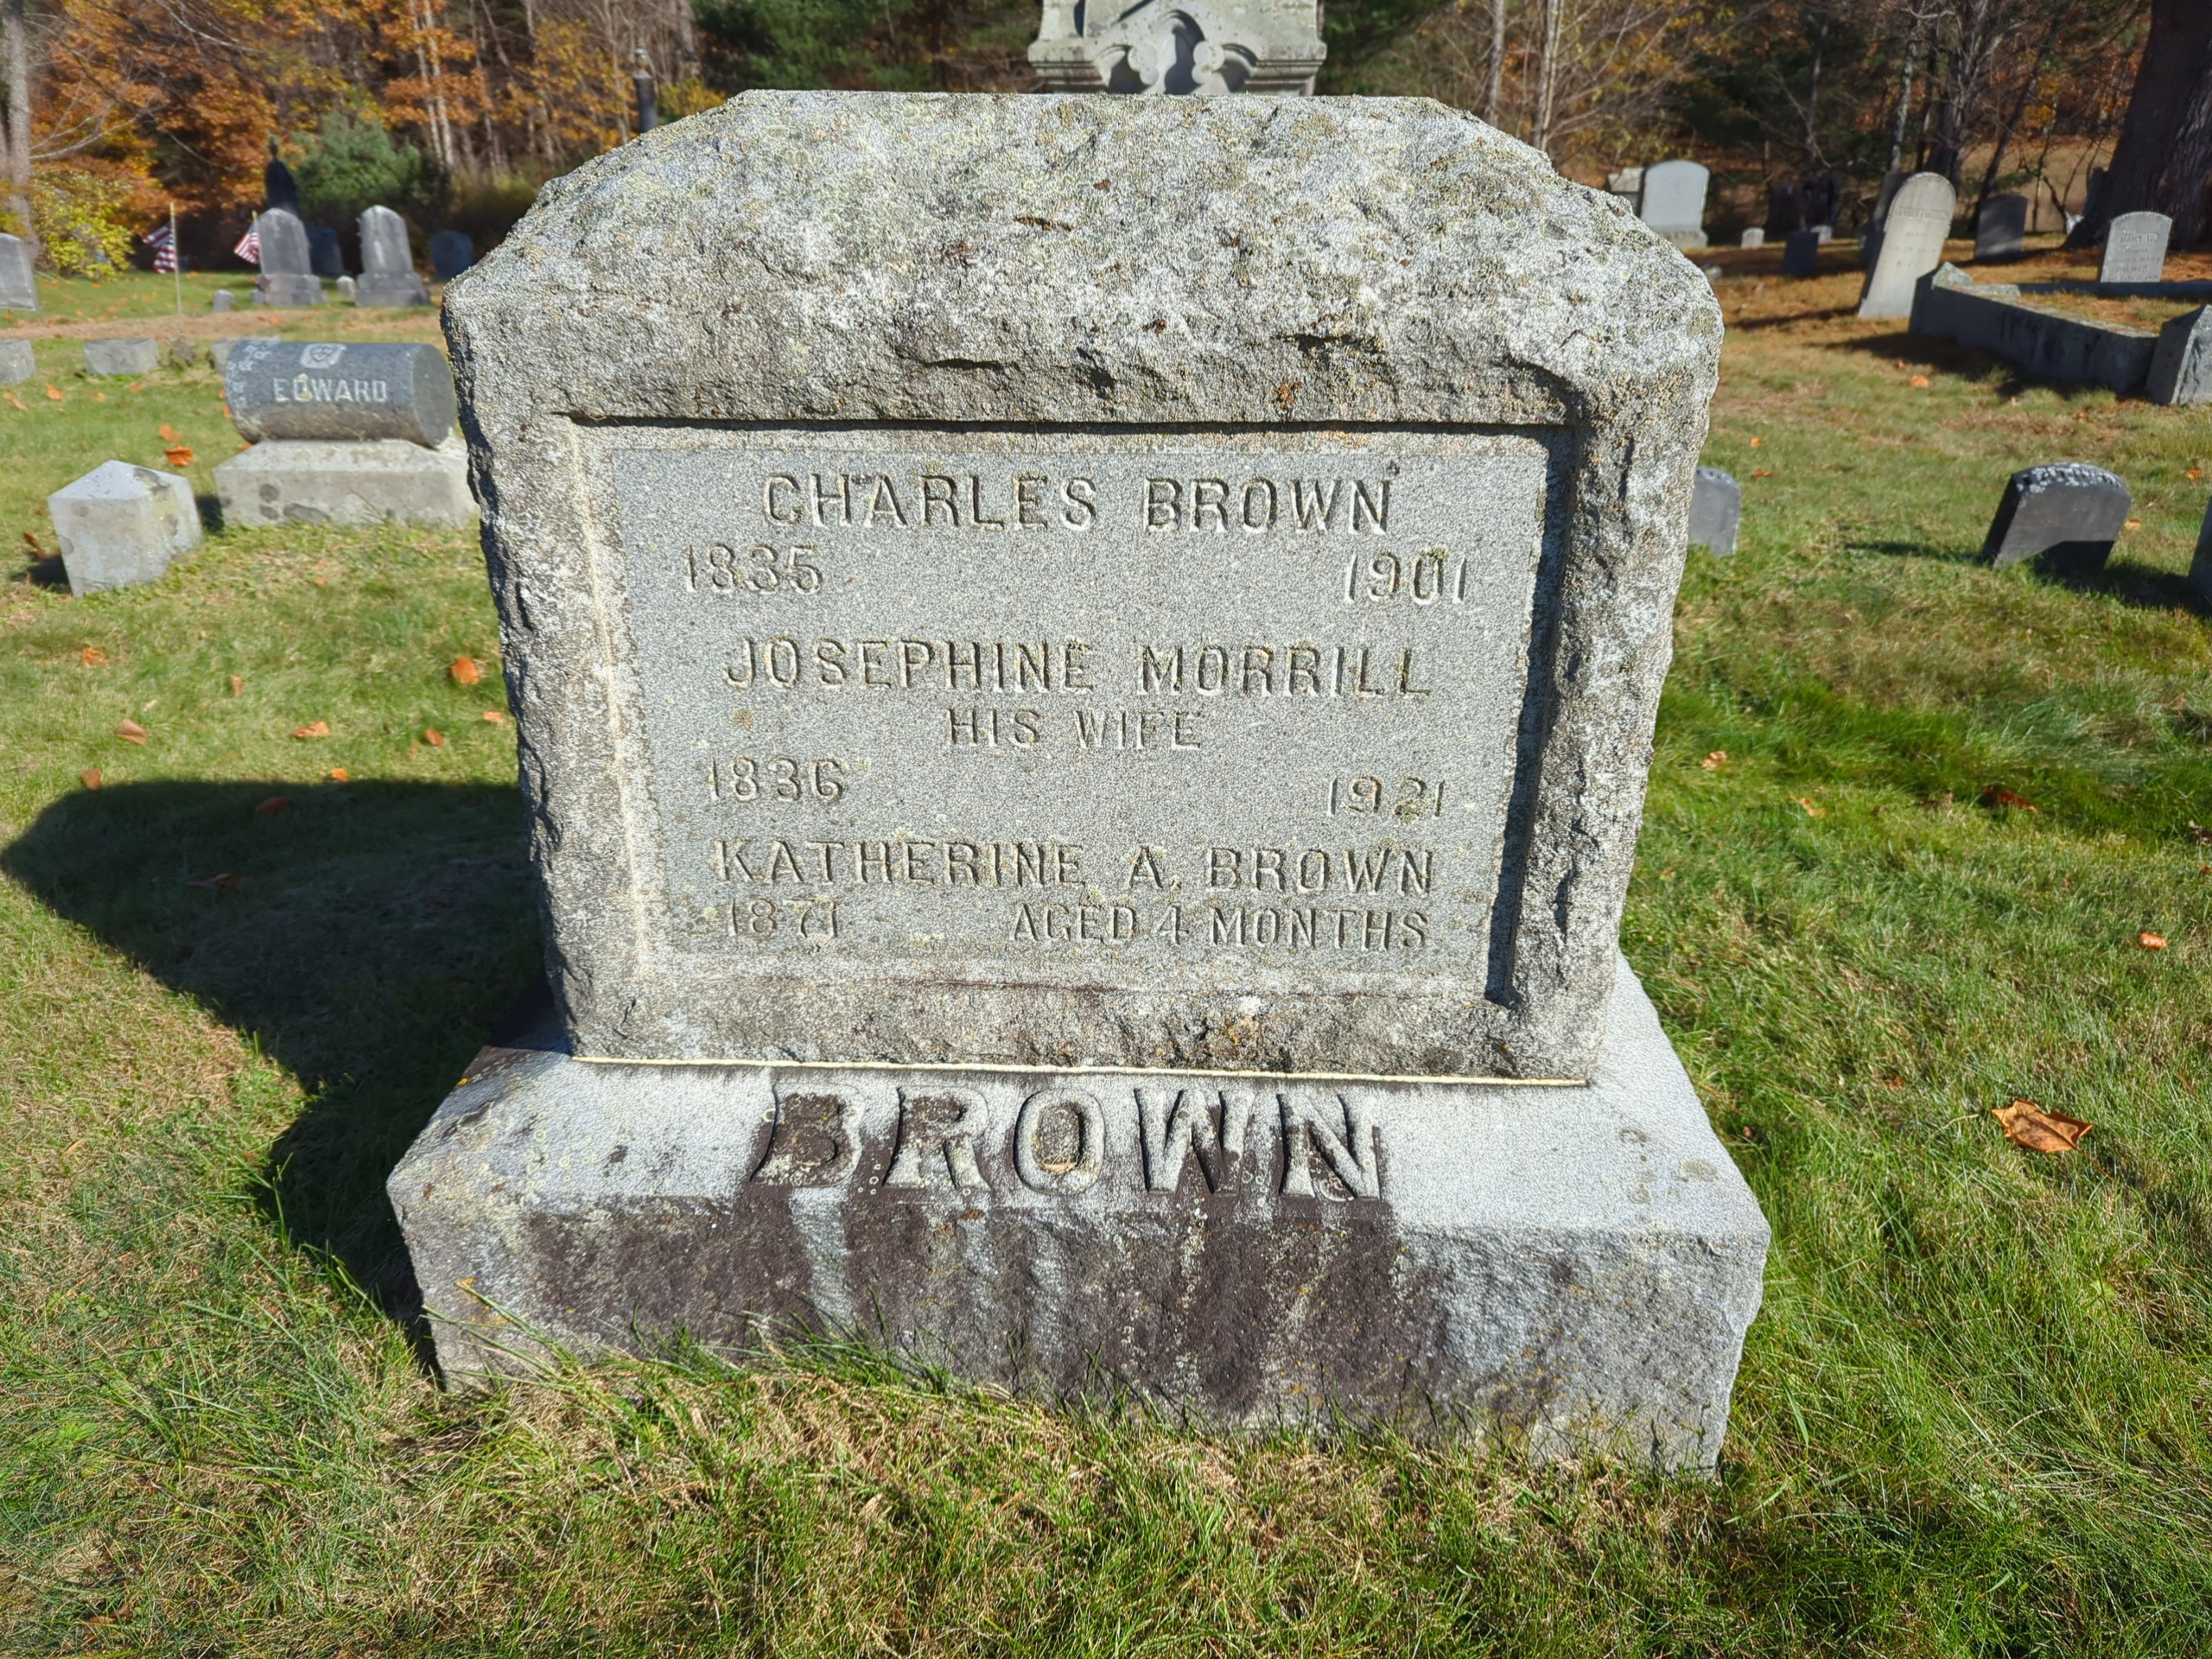 CHARLES BROWN
1835 1901
JOSEPHINE MORRILL
HIS WIFE
1836 1921
KATHERINE A. BROWN
1871 AGED 4 MONTHS
BROWN
EDWARD